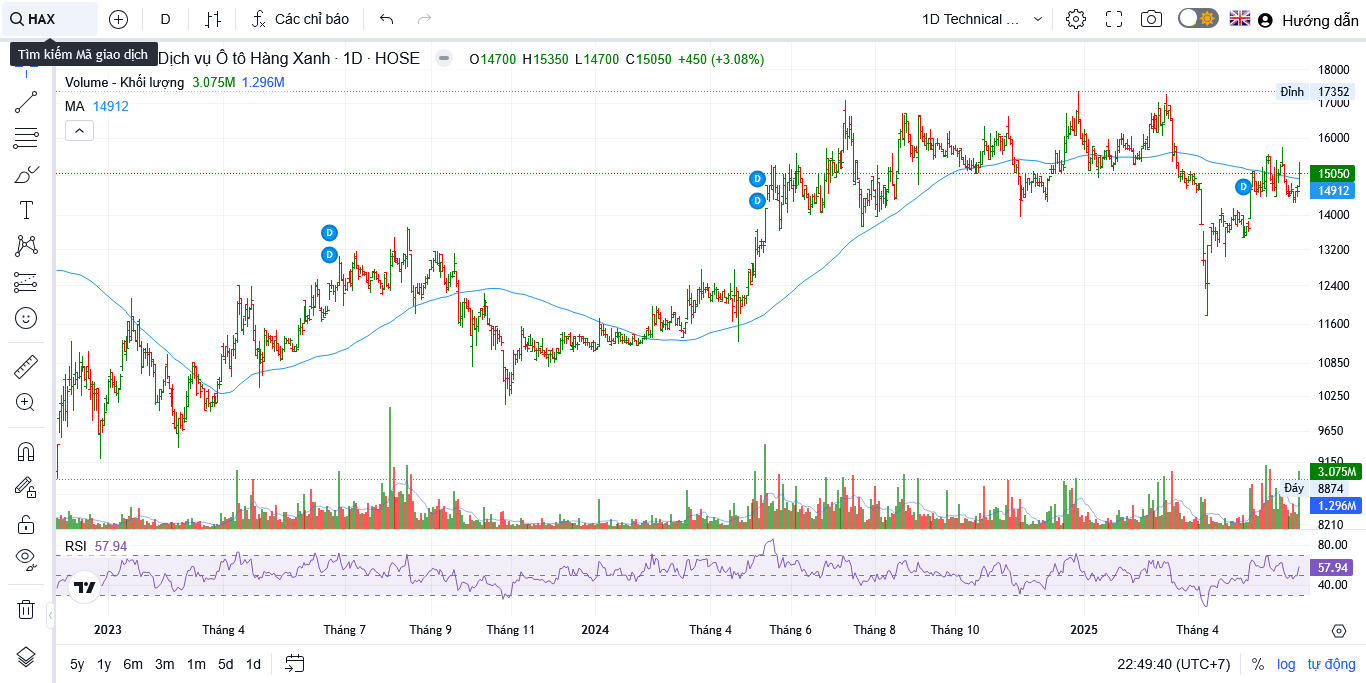 HAX
D
Các chỉ báo
1D Technical ...
Hướng dẫn
Tìm kiếm Mã giao dịch
Dịch vụ Ô tô Hàng Xanh · 1D · HOSE
O14700 H15350 L14700 C15050 +450 (+3.08%)
Volume - Khối lượng 3.075M 1.296M
MA 14912
18000
Đỉnh 17352
17000
16000
15050
14912
14000
13200
12400
11600
10850
10250
9650
9150
3.075M
Đáy 8874
1.296M
8210
D
D
D
D
D
RSI 57.94
80.00
57.94
40.00
2023 Tháng 4 Tháng 7 Tháng 9 Tháng 11 2024 Tháng 4 Tháng 6 Tháng 8 Tháng 10 2025 Tháng 4
5y 1y 6m 3m 1m 5d 1d
22:49:40 (UTC+7) % log tự động